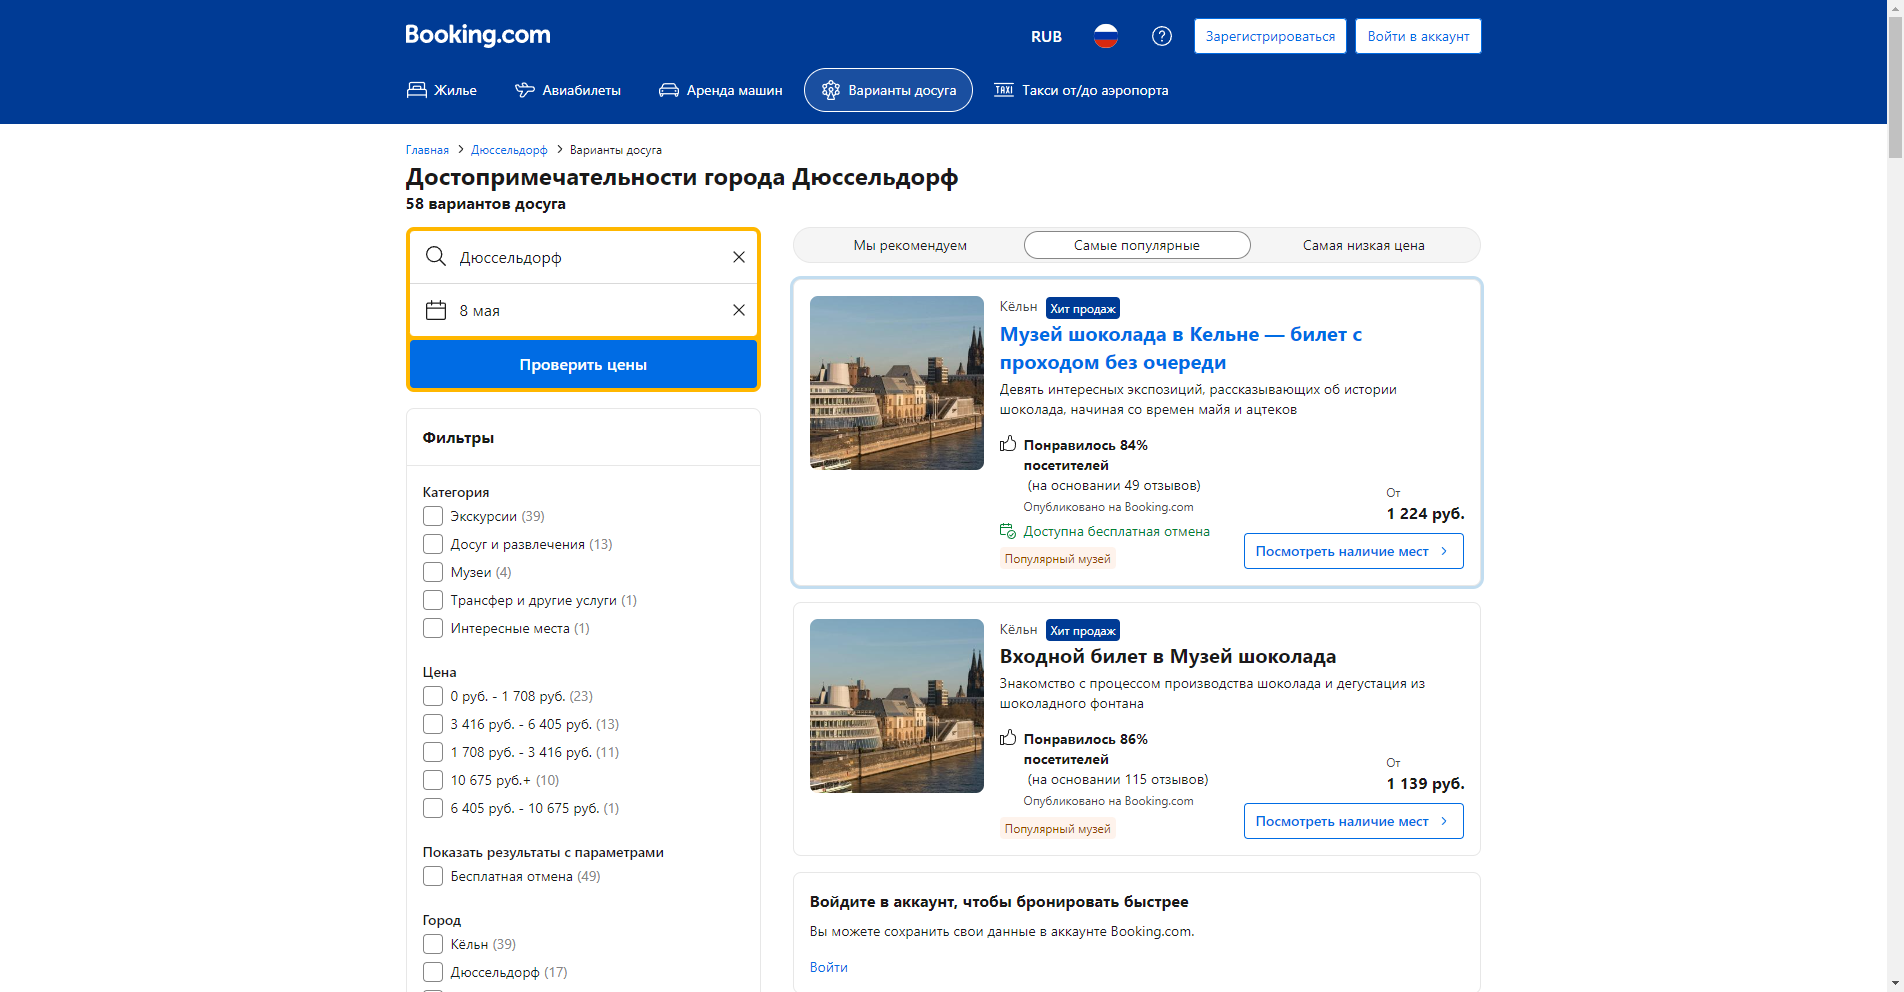 Booking.com
RUB
Зарегистрироваться
Войти в аккаунт
Жилье
Авиабилеты
Аренда машин
Варианты досуга
TAXI
Такси от/до аэропорта
Главная
Дюссельдорф
Варианты досуга
Достопримечательности города Дюссельдорф
58 вариантов досуга
Дюссельдорф
8 мая
Проверить цены
Фильтры
Категория
Экскурсии (39)
Досуг и развлечения (13)
Музеи (4)
Трансфер и другие услуги (1)
Интересные места (1)
Цена
0 руб. - 1 708 руб. (23)
3 416 руб. - 6 405 руб. (13)
1 708 руб. - 3 416 руб. (11)
10 675 руб.+ (10)
6 405 руб. - 10 675 руб. (1)
Показать результаты с параметрами
Бесплатная отмена (49)
Город
Кёльн (39)
Дюссельдорф (17)
Мы рекомендуем
Самые популярные
Самая низкая цена
Кёльн
Хит продаж
Музей шоколада в Кельне — билет с
проходом без очереди
Девять интересных экспозиций, рассказывающих об истории
шоколада, начиная со времен майя и ацтеков
Понравилось 84%
посетителей
(на основании 49 отзывов)
Опубликовано на Booking.com
Доступна бесплатная отмена
Популярный музей
От
1 224 руб.
Посмотреть наличие мест
Кёльн
Хит продаж
Входной билет в Музей шоколада
Знакомство с процессом производства шоколада и дегустация из
шоколадного фонтана
Понравилось 86%
посетителей
(на основании 115 отзывов)
Опубликовано на Booking.com
Популярный музей
От
1 139 руб.
Посмотреть наличие мест
Войдите в аккаунт, чтобы бронировать быстрее
Вы можете сохранить свои данные в аккаунте Booking.com.
Войти